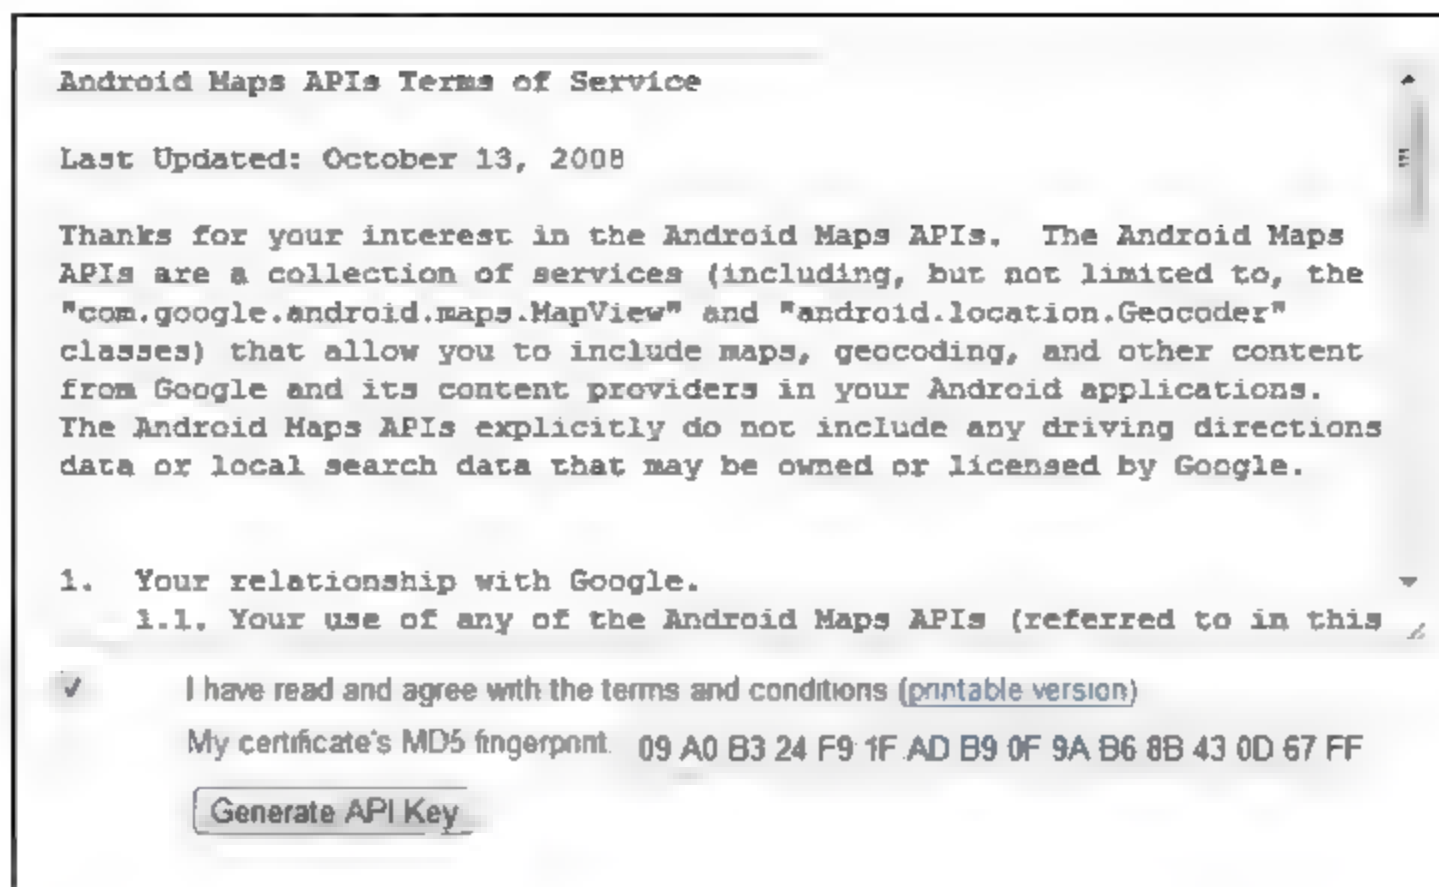 Android Maps APIs Terms of Service
Last Updated: October 13, 2008
Thanks for your interest in the Android Maps APIs.  The Android Maps
APIs are a collection of services (including, but not limited to, the
"com.google.android.maps.MapView" and "android.location.Geocoder"
classes) that allow you to include maps, geocoding, and other content
from Google and its content providers in your Android applications.
The Android Maps APIs explicitly do not include any driving directions
data or local search data that may be owned or licensed by Google.
1.  Your relationship with Google.
1.1. Your use of any of the Android Maps APIs (referred to in this
I have read and agree with the terms and conditions (printable version)
My certificate's MD5 fingerprint. 09 A0 B3 24 F9 1F AD B9 0F 9A B6 8B 43 0D 67 FF
Generate API Key